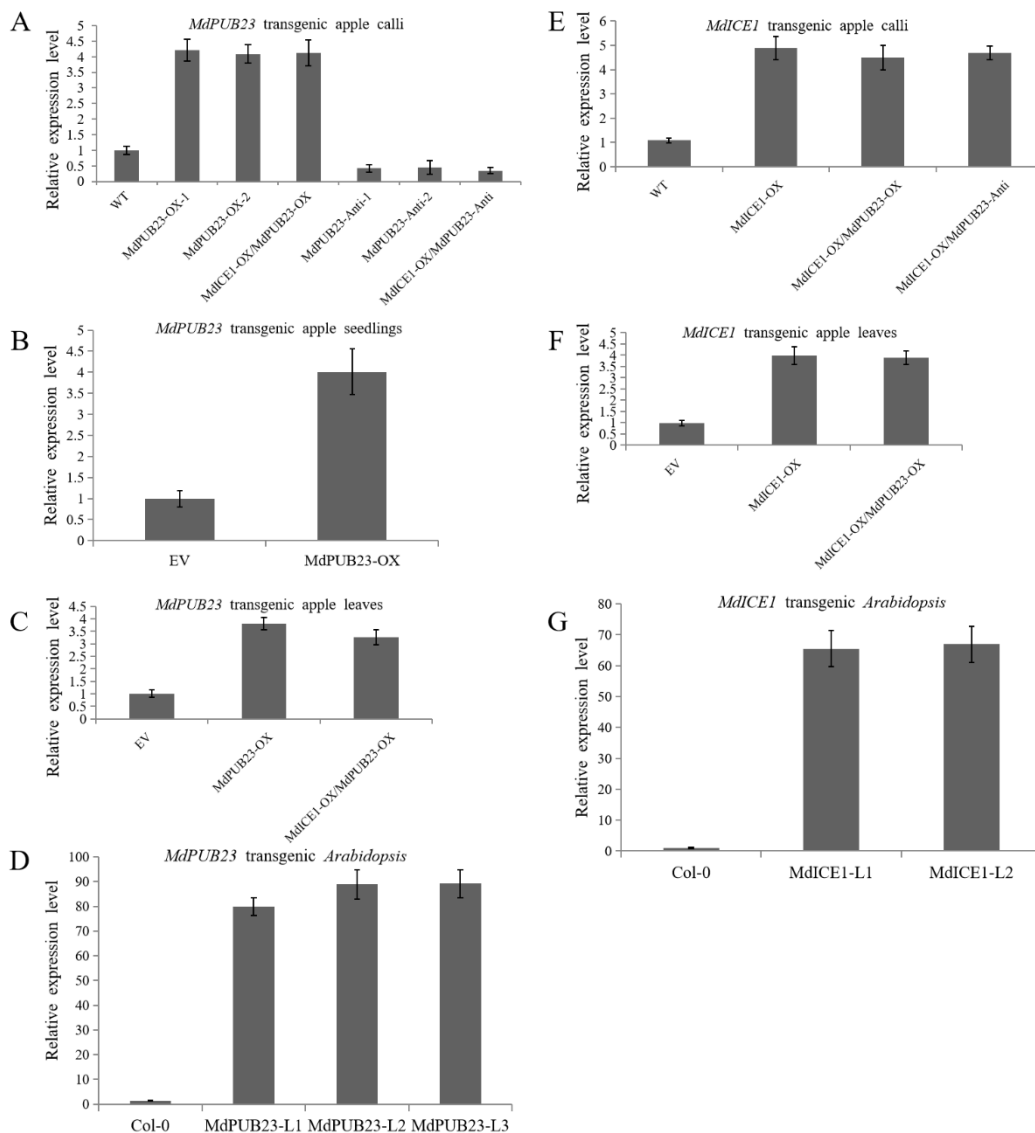 A
MdPUB23 transgenic apple calli
Relative expression level
5
4.5
4
3.5
3
2.5
2
1.5
1
0.5
0
WT
MdPUB23-OX-1
MdPUB23-OX-2
MdICE1-OX/MdPUB23-OX
MdPUB23-Anti-1
MdPUB23-Anti-2
MdICE1-OX/MdPUB23-Anti
B
MdPUB23 transgenic apple seedlings
Relative expression level
5
4.5
4
3.5
3
2.5
2
1.5
1
0.5
0
EV
MdPUB23-OX
C
MdPUB23 transgenic apple leaves
Relative expression level
4.5
4
3.5
3
2.5
2
1.5
1
0.5
0
EV
MdPUB23-OX
MdICE1-OX/MdPUB23-OX
D
MdPUB23 transgenic Arabidopsis
Relative expression level
100
90
80
70
60
50
40
30
20
10
0
Col-0
MdPUB23-L1
MdPUB23-L2
MdPUB23-L3
E
MdICE1 transgenic apple calli
Relative expression level
6
5
4
3
2
1
0
WT
MdICE1-OX
MdICE1-OX/MdPUB23-OX
MdICE1-OX/MdPUB23-Anti
F
MdICE1 transgenic apple leaves
Relative expression level
5
4.5
4
3.5
3
2.5
2
1.5
1
0.5
0
EV
MdICE1-OX
MdICE1-OX/MdPUB23-OX
G
MdICE1 transgenic Arabidopsis
Relative expression level
80
70
60
50
40
30
20
10
0
Col-0
MdICE1-L1
MdICE1-L2